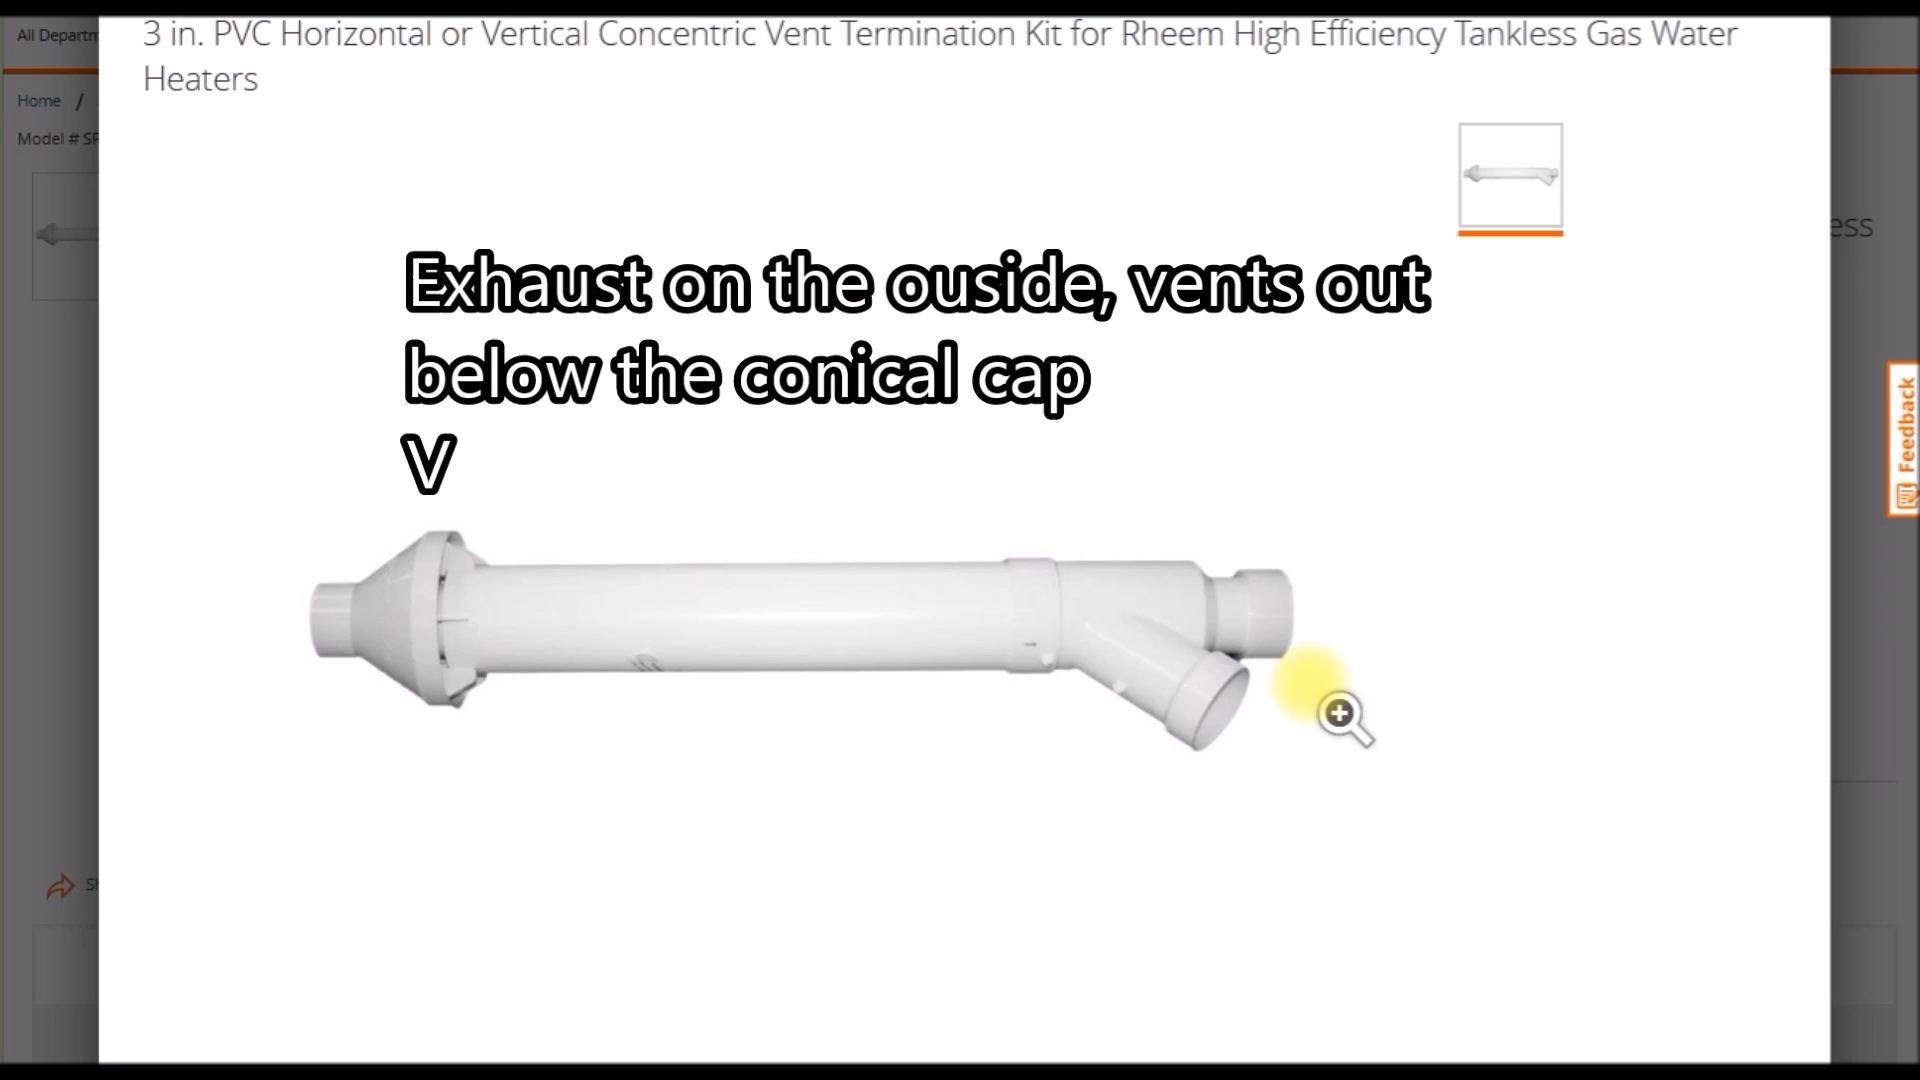 3 in. PVC Horizontal or Vertical Concentric Vent Termination Kit for Rheem High Efficiency Tankless Gas Water
Heaters
All Departm
Home /
Model # SF
ess
Exhaust on the ouside, vents out
below the conical cap
V
Feedback
Sh